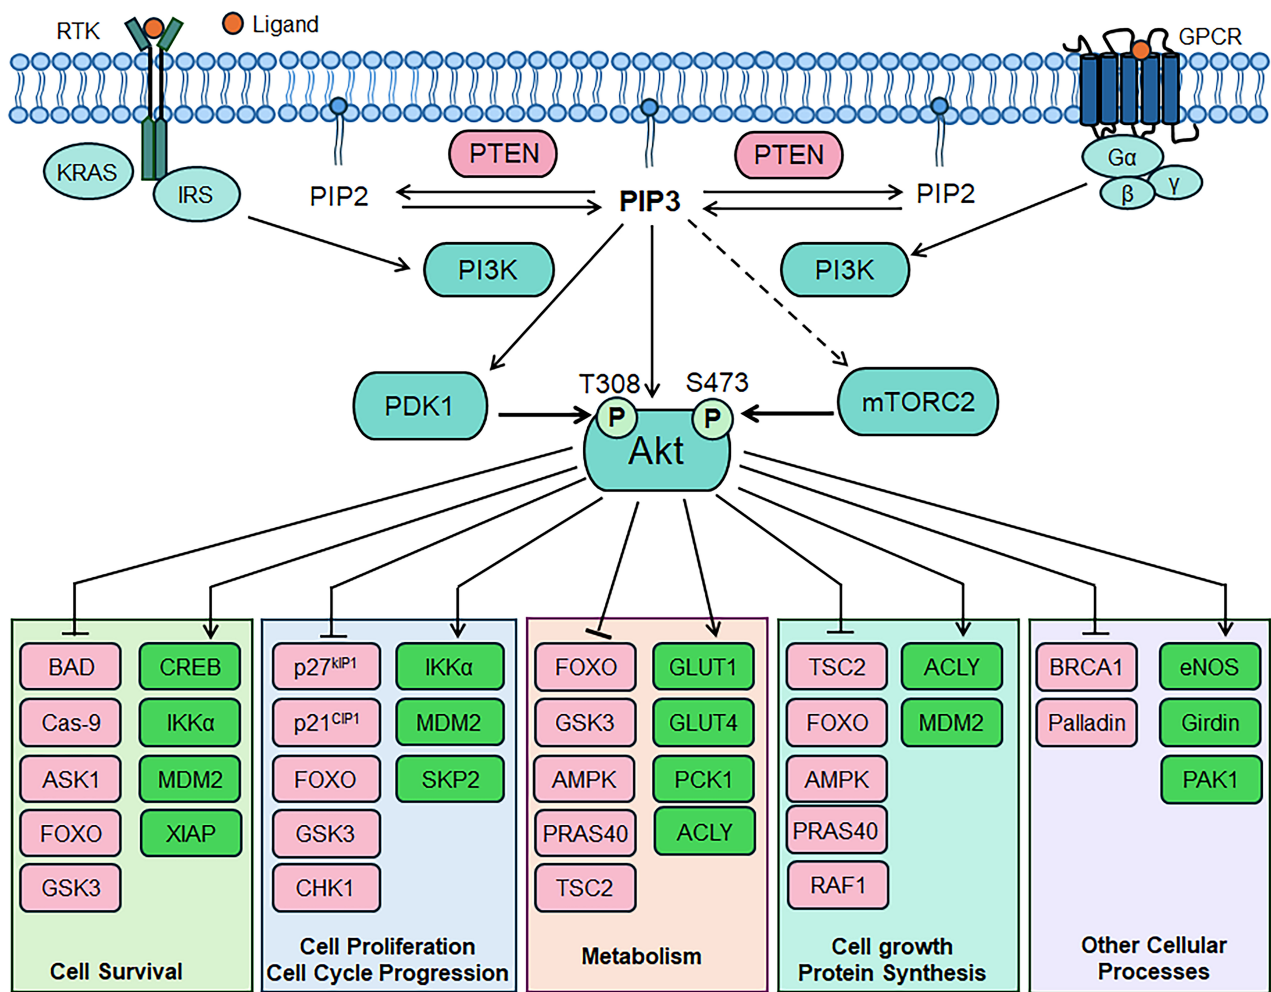 RTK
Ligand
GPCR
KRAS
IRS
PTEN
PTEN
Gα
β
γ
PIP2
PIP3
PIP2
PI3K
PI3K
PDK1
T308
S473
mTORC2
P
P
Akt
BAD
Cas-9
ASK1
FOXO
GSK3
CREB
IKKα
MDM2
XIAP
Cell Survival
p27kIP1
p21CIP1
FOXO
GSK3
CHK1
IKKα
MDM2
SKP2
Cell Proliferation
Cell Cycle Progression
FOXO
GSK3
AMPK
PRAS40
TSC2
GLUT1
GLUT4
PCK1
ACLY
Metabolism
TSC2
FOXO
AMPK
PRAS40
RAF1
ACLY
MDM2
Cell growth
Protein Synthesis
BRCA1
Palladin
eNOS
Girdin
PAK1
Other Cellular
Processes